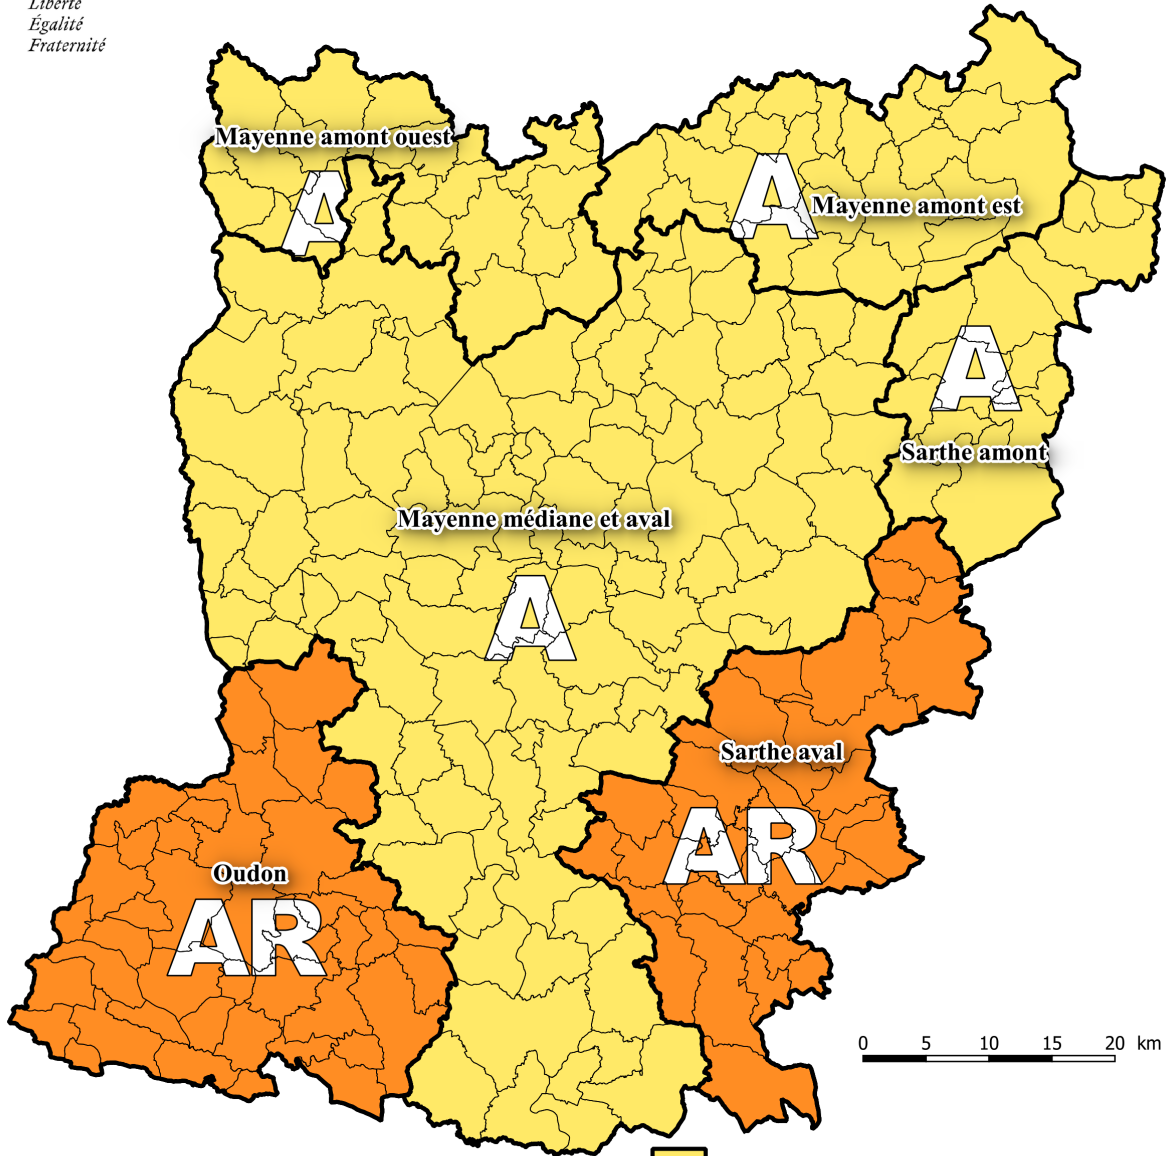 Liberté
Égalité
Fraternité
Mayenne amont ouest
A
A
Mayenne amont est
A
Sarthe amont
Mayenne médiane et aval
A
Sarthe aval
AR
Oudon
AR
0 5 10 15 20 km